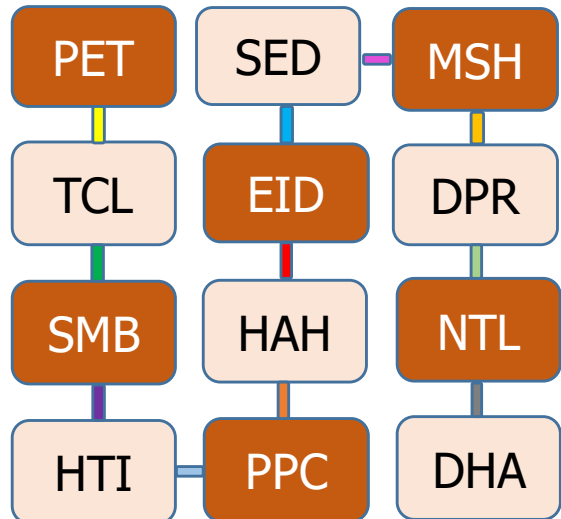 PET
SED
MSH
TCL
EID
DPR
SMB
HAH
NTL
HTI
PPC
DHA